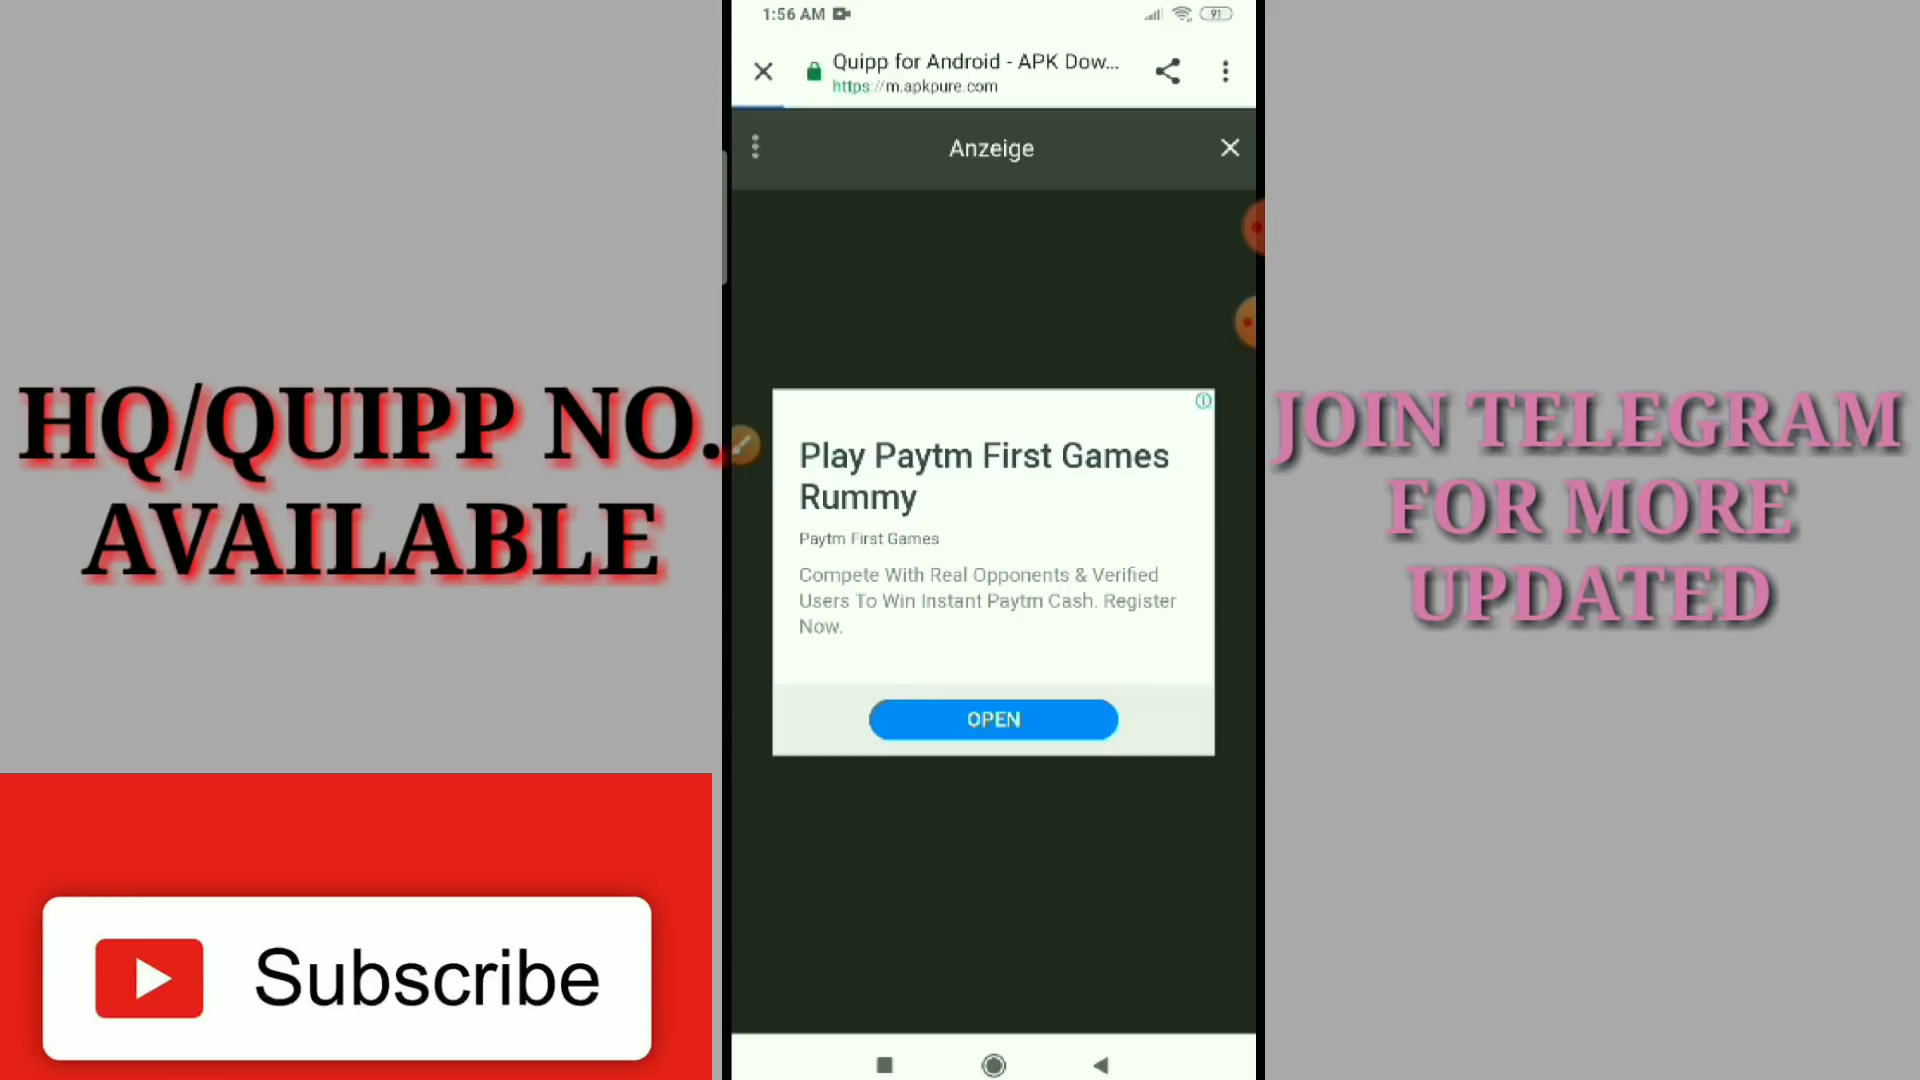 1:56 AM
91
Quipp for Android - APK Dow...
https://m.apkpure.com
Anzeige
HQ/QUIPP NO.
AVAILABLE
Play Paytm First Games
Rummy
Paytm First Games
Compete With Real Opponents & Verified
Users To Win Instant Paytm Cash. Register
Now.
OPEN
JOIN TELEGRAM
FOR MORE
UPDATED
Subscribe